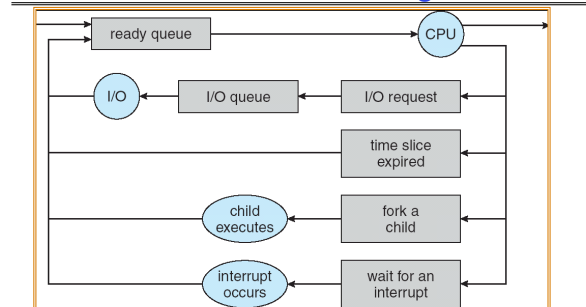 ready queue
CPU
I/O
I/O queue
I/O request
time slice
expired
child
executes
fork a
child
interrupt
occurs
wait for an
interrupt